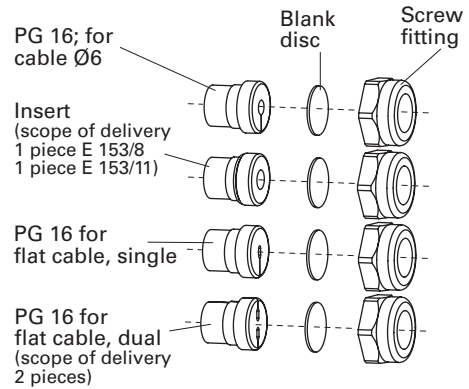 PG 16; for
cable Ø6
Blank
disc
Screw
fitting
Insert
(scope of delivery
1 piece E 153/8
1 piece E 153/11)
PG 16 for
flat cable, single
PG 16 for
flat cable, dual
(scope of delivery
2 pieces)